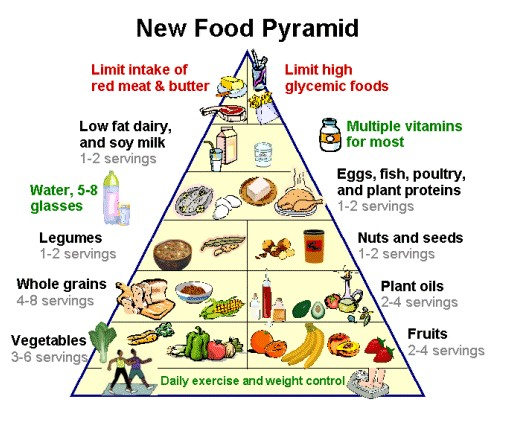 New Food Pyramid
Limit intake of
red meat & butter
Limit high
glycemic foods
Low fat dairy,
and soy milk
1-2 servings
Multiple vitamins
for most
Water, 5-8
glasses
Eggs, fish, poultry,
and plant proteins
1-2 servings
Legumes
1-2 servings
Nuts and seeds
1-2 servings
Whole grains
4-8 servings
Plant oils
2-4 servings
Vegetables
3-6 servings
Fruits
2-4 servings
Daily exercise and weight control